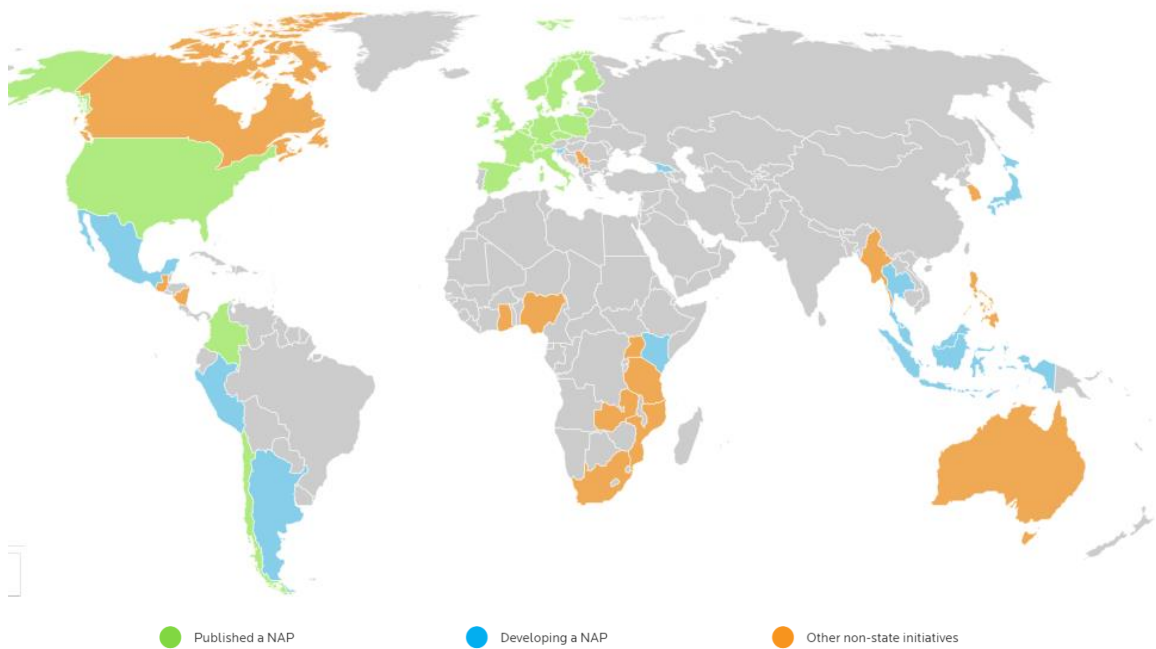 Published a NAP
Developing a NAP
Other non-state initiatives